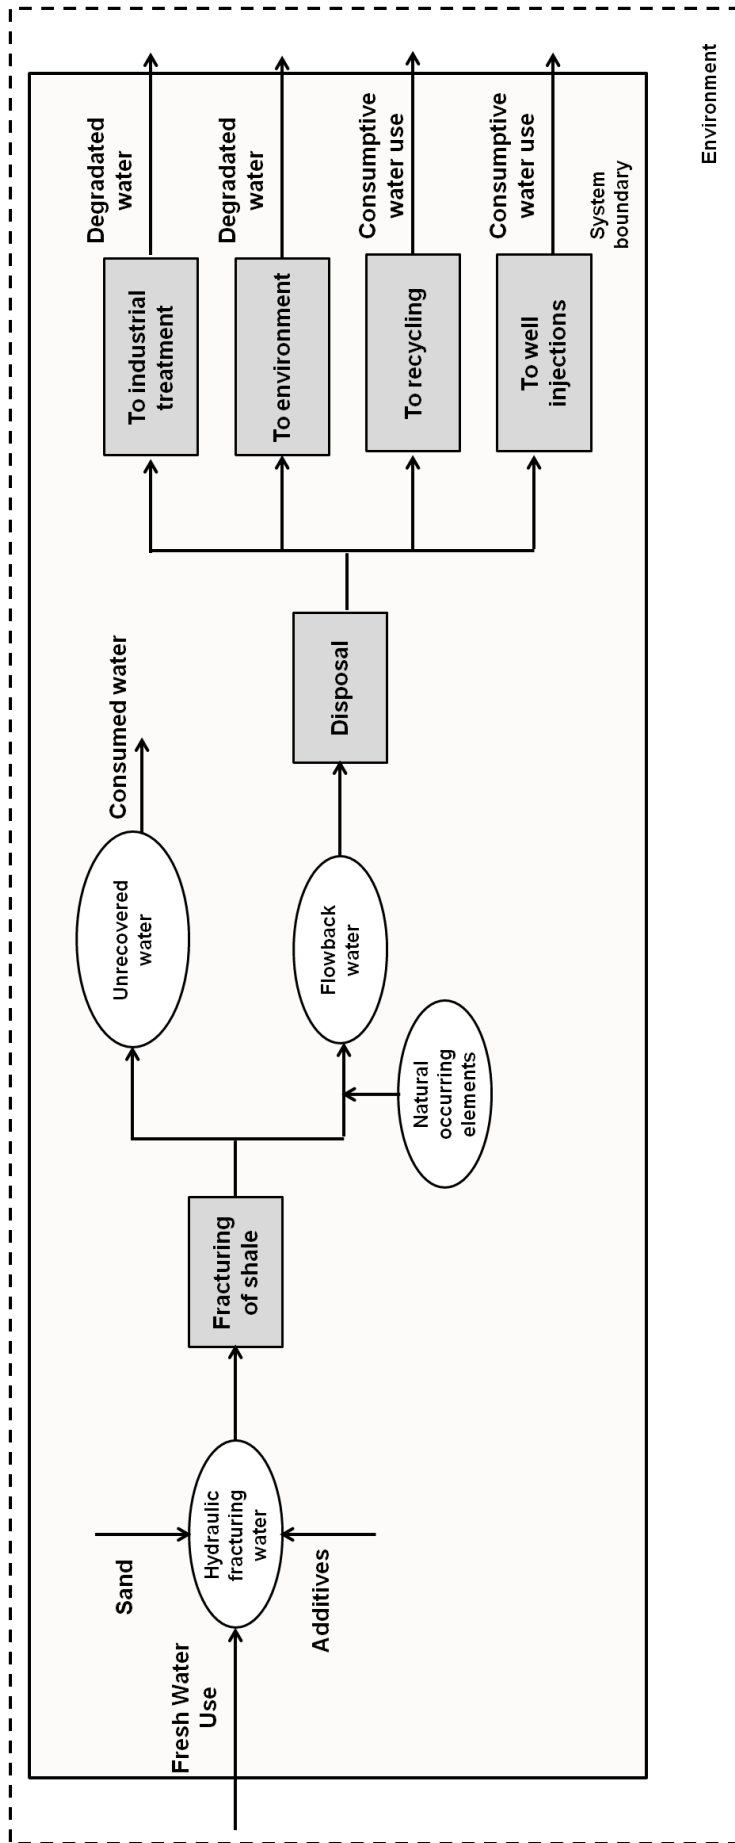 Fresh Water
Use
Sand
Additives
Hydraulic
fracturing
water
Fracturing
of shale
Natural
occurring
elements
Unrecovered
water
Consumed water
Flowback
water
Disposal
To industrial
treatment
Degradated
water
To environment
Degradated
water
To recycling
Consumptive
water use
To well
injections
Consumptive
water use
System
boundary
Environment